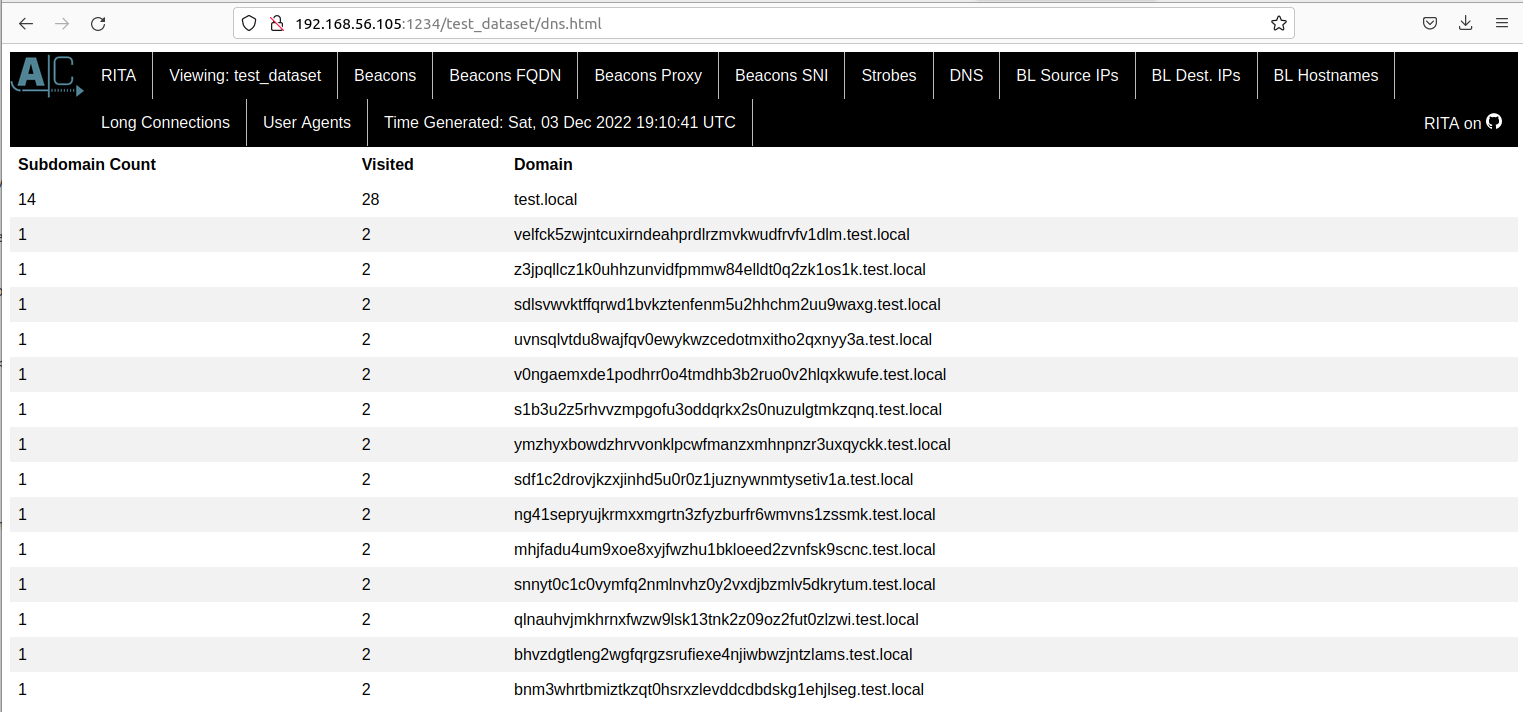 192.168.56.105:1234/test_dataset/dns.html
AC RITA Viewing: test_dataset Beacons Beacons FQDN Beacons Proxy Beacons SNI Strobes DNS BL Source IPs BL Dest. IPs BL Hostnames
Long Connections User Agents Time Generated: Sat, 03 Dec 2022 19:10:41 UTC RITA on
Subdomain Count Visited Domain
14 28 test.local
1 2 velfck5zwjntcuxirndeahprdlrzmvkwudfrvfv1dlm.test.local
1 2 z3jpqllcz1k0uhhzunvidfpmmw84elldt0q2zk1os1k.test.local
1 2 sdlsvwvktffqrwd1bvkztenfenm5u2hhchm2uu9waxg.test.local
1 2 uvnsqlvtdu8wajfqv0ewykwzcedotmxitho2qxnyy3a.test.local
1 2 v0ngaemxde1podhrr0o4tmdhb3b2ruo0v2hlqxkwufe.test.local
1 2 s1b3u2z5rhvvzmpgofu3oddqrkx2s0nuzulgtmkzqnq.test.local
1 2 ymzhyxbowdzhrvvonklpcwfmanzxmhnpnzr3uxqyckk.test.local
1 2 sdf1c2drovjkzxjinhd5u0r0z1juznywnmtysetiv1a.test.local
1 2 ng41sepryujkrmxxmgrtn3zfyzburfr6wmvns1zssmk.test.local
1 2 mhjfadu4um9xoe8xyjfwzhu1bkloeed2zvnfsk9scnc.test.local
1 2 snnyt0c1c0vymfq2nmlnvhz0y2vxdjbzmlv5dkrytum.test.local
1 2 qlnauhvjmkhrnxfwzw9lsk13tnk2z09oz2fut0zlzwi.test.local
1 2 bhvzdgtleng2wgfqrgzsrufiexe4njiwbwzjntzlams.test.local
1 2 bnm3whrtbmiztkzqt0hsrxzlevddcdbdskg1ehjlseg.test.local